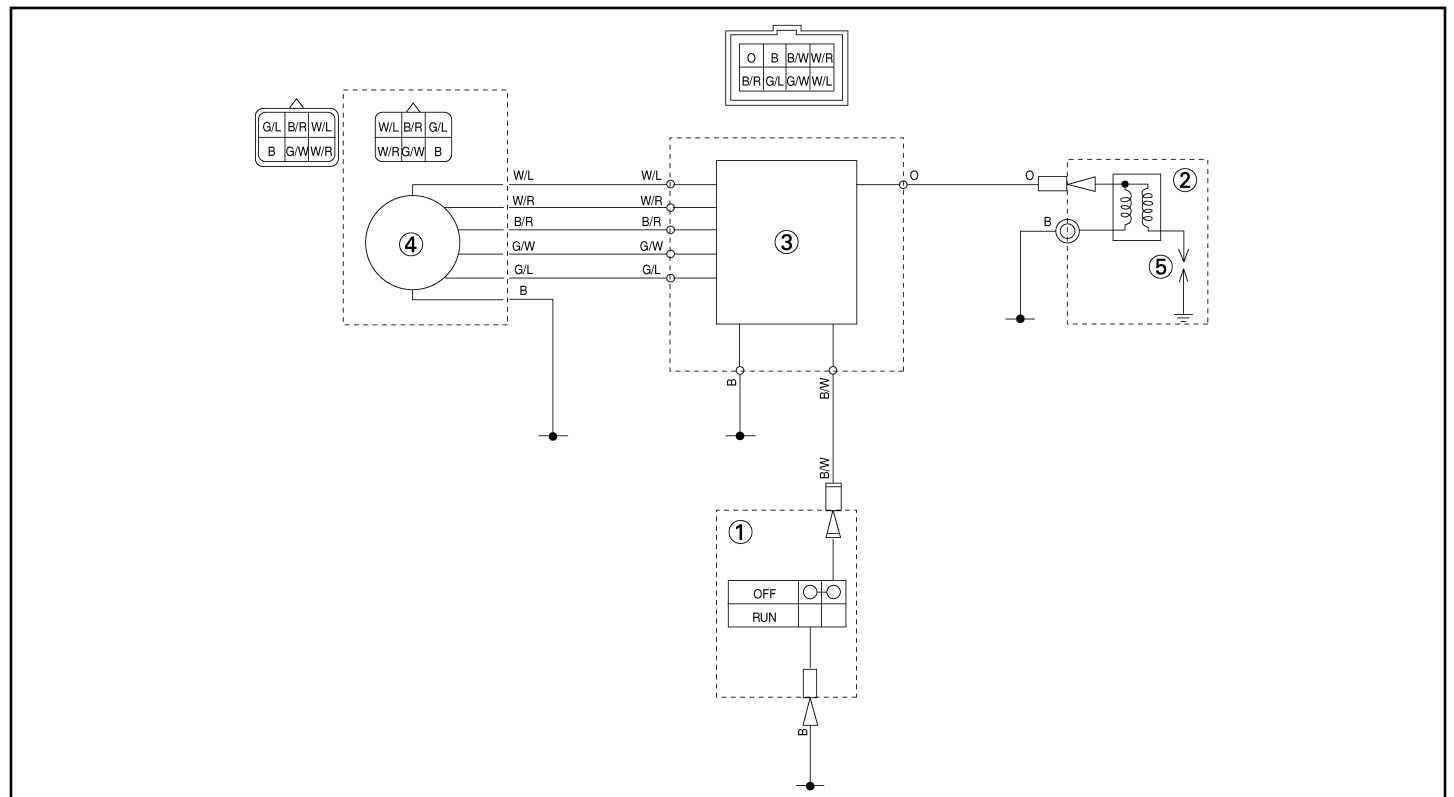 O B B/W W/R
B/R G/L G/W W/L
G/L B/R W/L
B G/W W/R
W/L B/R G/L
W/R G/W B
W/L W/L
W/R W/R
B/R B/R
G/W G/W
G/L G/L
B
④
③
O O
②
B
⑤
B
B/W
B/W
①
OFF
RUN
B